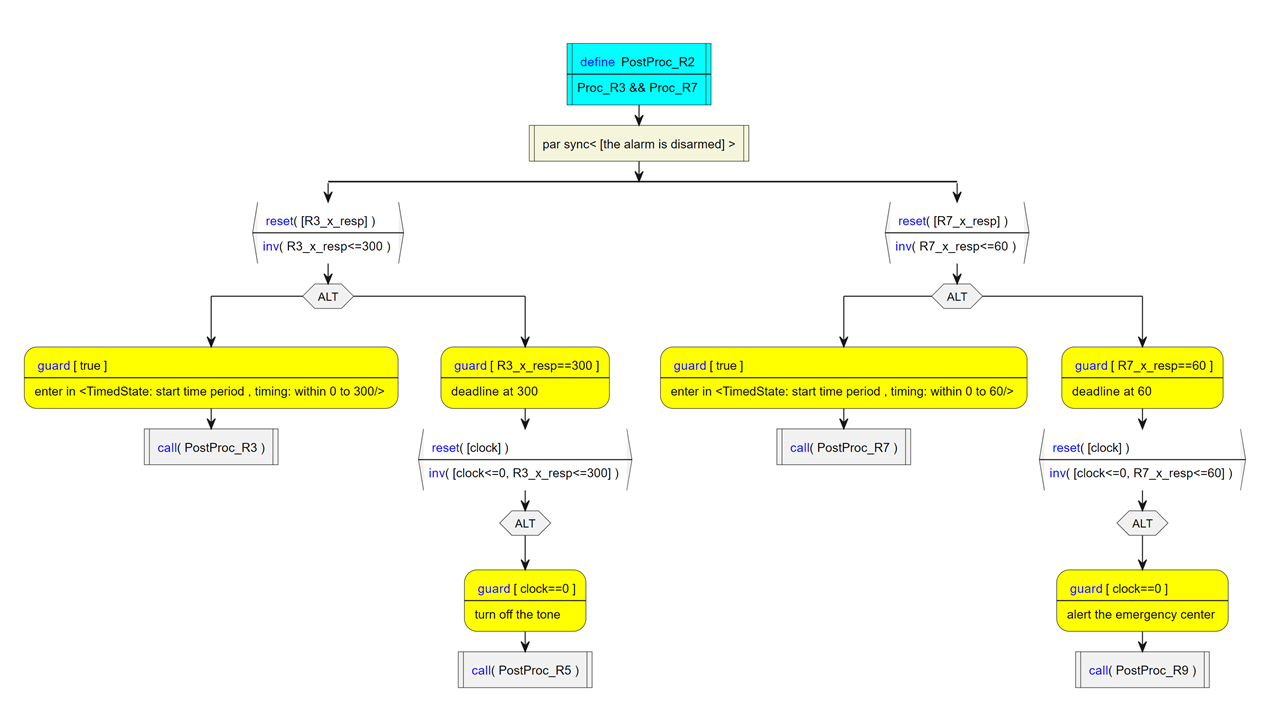 define PostProc_R2
Proc_R3 && Proc_R7
par sync< [the alarm is disarmed] >
reset( [R3_x_resp] )
inv( R3_x_resp<=300 )
ALT
guard [ true ]
enter in <TimedState: start time period , timing: within 0 to 300/>
call( PostProc_R3 )
guard [ R3_x_resp==300 ]
deadline at 300
reset( [clock] )
inv( [clock<=0, R3_x_resp<=300] )
ALT
guard [ clock==0 ]
turn off the tone
call( PostProc_R5 )
reset( [R7_x_resp] )
inv( R7_x_resp<=60 )
ALT
guard [ true ]
enter in <TimedState: start time period , timing: within 0 to 60/>
call( PostProc_R7 )
guard [ R7_x_resp==60 ]
deadline at 60
reset( [clock] )
inv( [clock<=0, R7_x_resp<=60] )
ALT
guard [ clock==0 ]
alert the emergency center
call( PostProc_R9 )